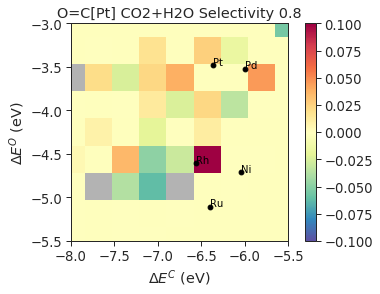 O=C[Pt] CO2+H2O Selectivity 0.8
−3.0
−3.5
−4.0
−4.5
−5.0
−5.5
ΔE^O (eV)
Pt
Pd
Rh
Ni
Ru
−8.0 −7.5 −7.0 −6.5 −6.0 −5.5
ΔE^C (eV)
0.100
0.075
0.050
0.025
0.000
−0.025
−0.050
−0.075
−0.100